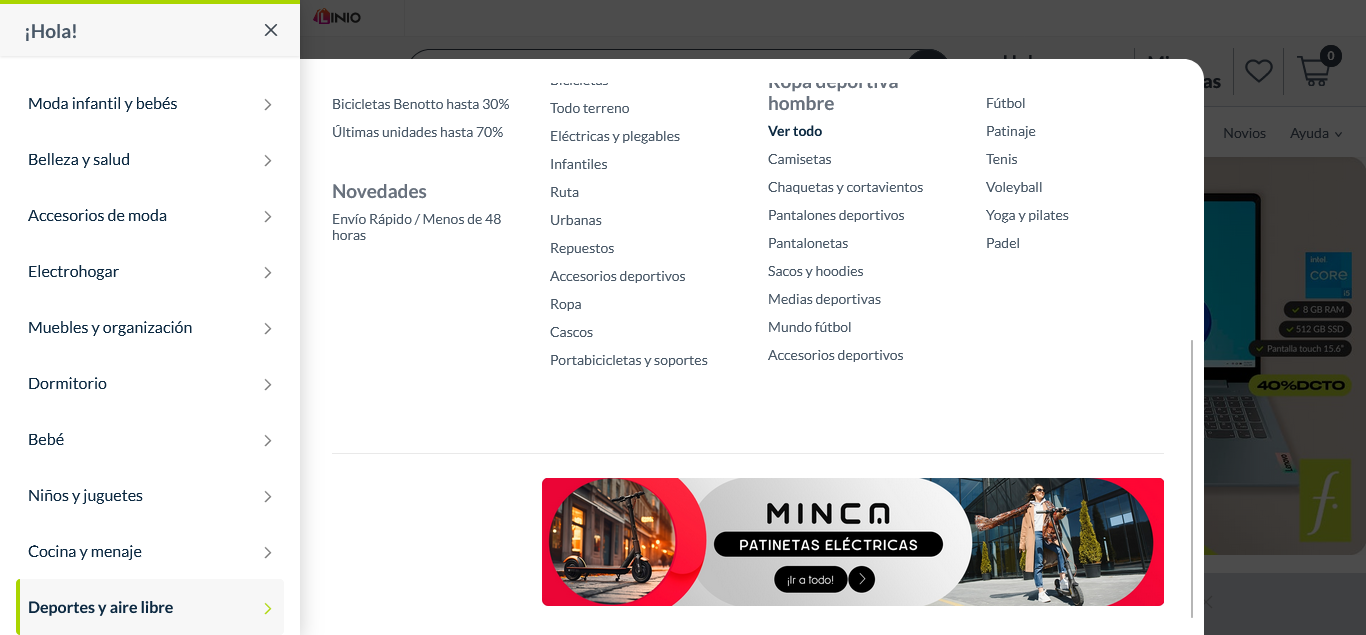 ¡Hola!
Moda infantil y bebés
Belleza y salud
Accesorios de moda
Electrohogar
Muebles y organización
Dormitorio
Bebé
Niños y juguetes
Cocina y menaje
Deportes y aire libre
LINIO
0
Novios
Ayuda
Bicicletas Benotto hasta 30%
Últimas unidades hasta 70%
Novedades
Envío Rápido / Menos de 48
horas
Bicicletas
Todo terreno
Eléctricas y plegables
Infantiles
Ruta
Urbanas
Repuestos
Accesorios deportivos
Ropa
Cascos
Portabicicletas y soportes
Ropa deportiva
hombre
Ver todo
Camisetas
Chaquetas y cortavientos
Pantalones deportivos
Pantalonetas
Sacos y hoodies
Medias deportivas
Mundo fútbol
Accesorios deportivos
Fútbol
Patinaje
Tenis
Voleyball
Yoga y pilates
Padel
MINCA
PATINETAS ELÉCTRICAS
¡Ir a todo!
intel
CORE
i5
8 GB RAM
512 GB SSD
Pantalla touch 15.6"
40%DCTO
f.